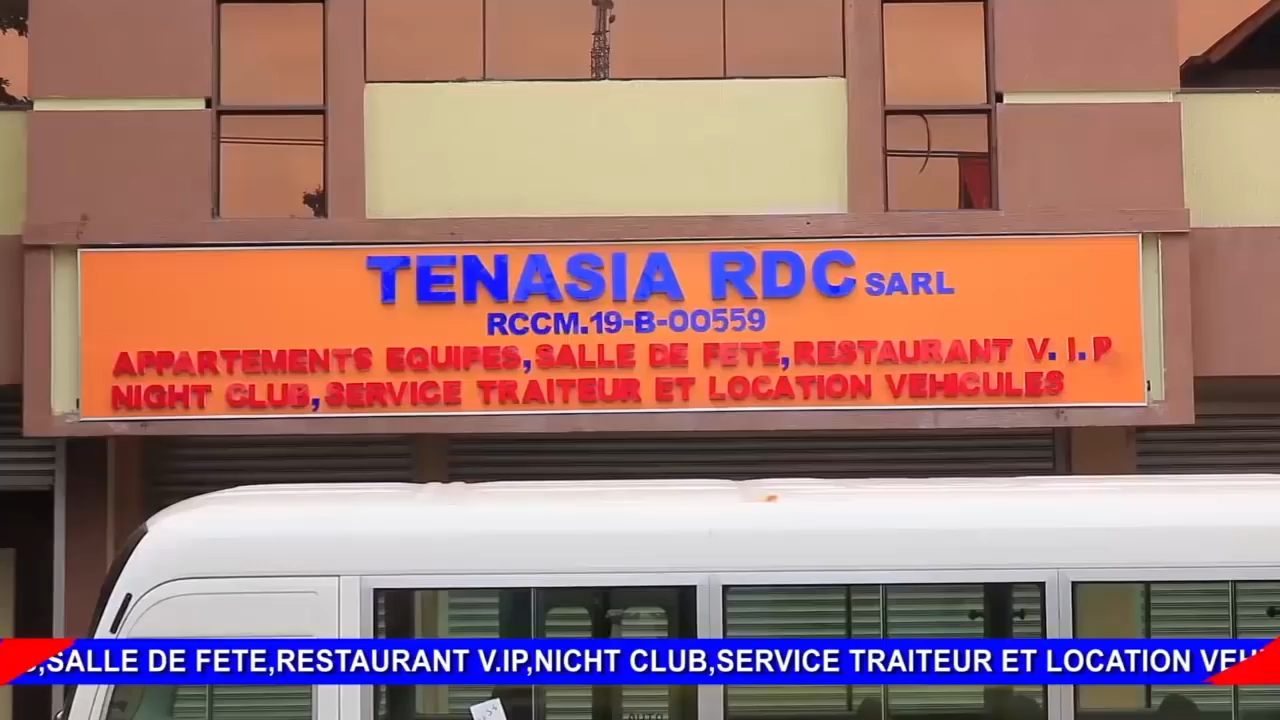 TENASIA RDC SARL
RCCM.19-B-00559
APPARTEMENTS EQUIPES,SALLE DE FETE,RESTAURANT V.I.P
NIGHT CLUB,SERVICE TRAITEUR ET LOCATION VEHICULES
,SALLE DE FETE,RESTAURANT V.IP,NICHT CLUB,SERVICE TRAITEUR ET LOCATION